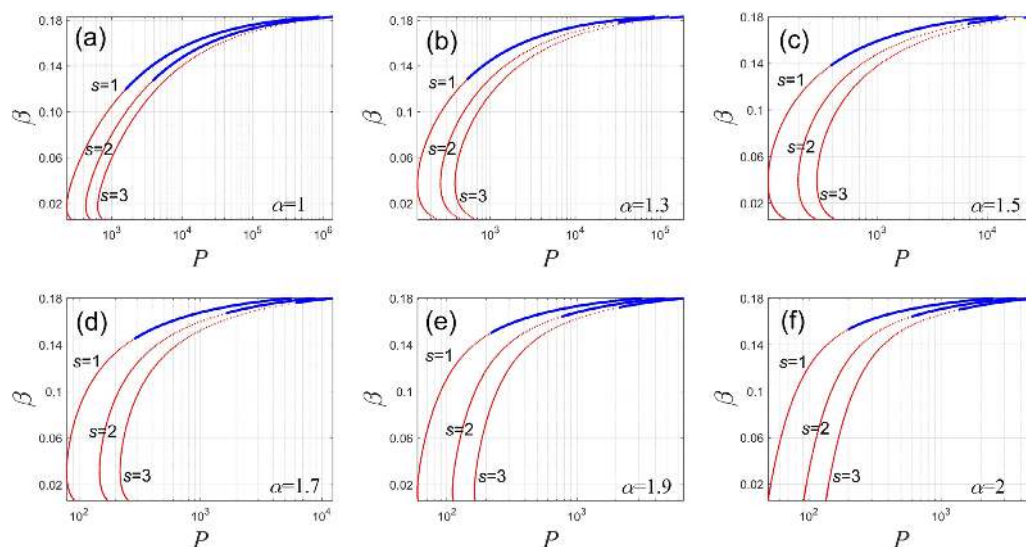 (a)
0.18
0.14
0.1
0.06
0.02
β
s=1
s=2
s=3
α=1
10³ 10⁴ 10⁵ 10⁶
P
(b)
0.18
0.14
0.1
0.06
0.02
β
s=1
s=2
s=3
α=1.3
10³ 10⁴ 10⁵
P
(c)
0.18
0.14
0.1
0.06
0.02
β
s=1
s=2
s=3
α=1.5
10³ 10⁴
P
(d)
0.18
0.14
0.1
0.06
0.02
β
s=1
s=2
s=3
α=1.7
10² 10³ 10⁴
P
(e)
0.18
0.14
0.1
0.06
0.02
β
s=1
s=2
s=3
α=1.9
10² 10³
P
(f)
0.18
0.14
0.1
0.06
0.02
β
s=1
s=2
s=3
α=2
10² 10³
P